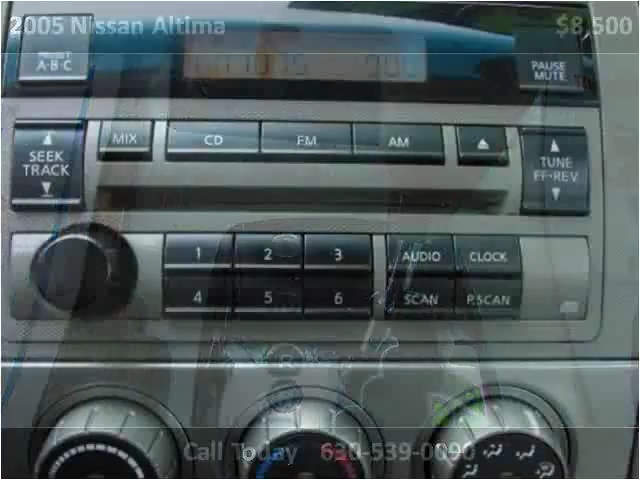 2005 Nissan Altima
$8,500
A·B·C
PAUSE
MUTE
MIX
CD
FM
AM
SEEK
TRACK
TUNE
FF·REV
1
2
3
AUDIO
CLOCK
4
5
6
SCAN
P.SCAN
Call Today 630-539-0090